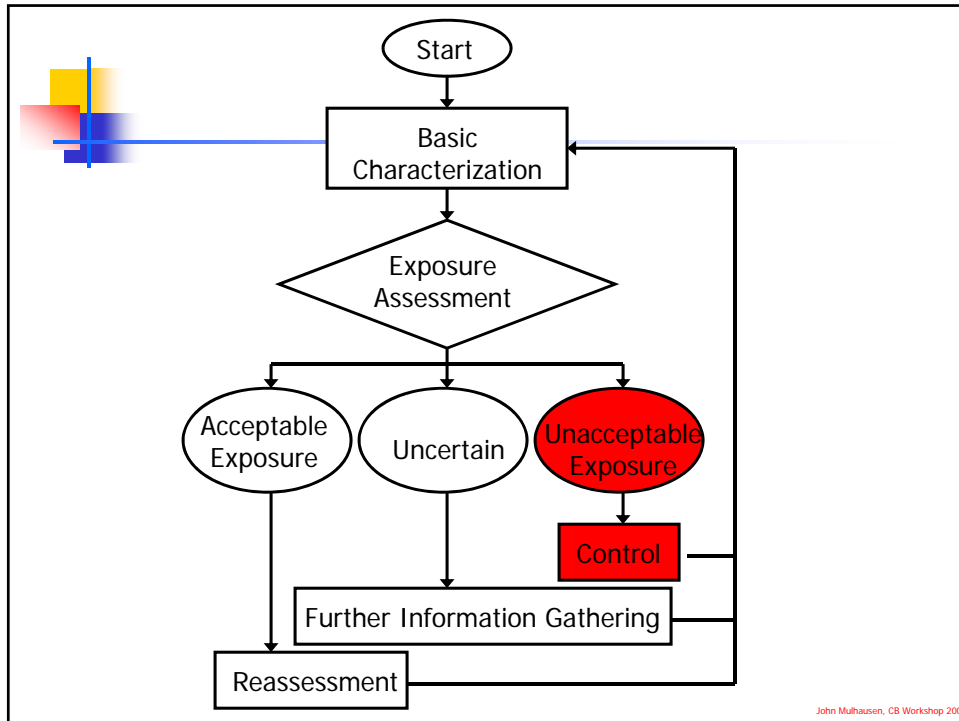 Start
Basic
Characterization
Exposure
Assessment
Acceptable
Exposure
Uncertain
Unacceptable
Exposure
Control
Further Information Gathering
Reassessment
John Mulhausen, CB Workshop 200